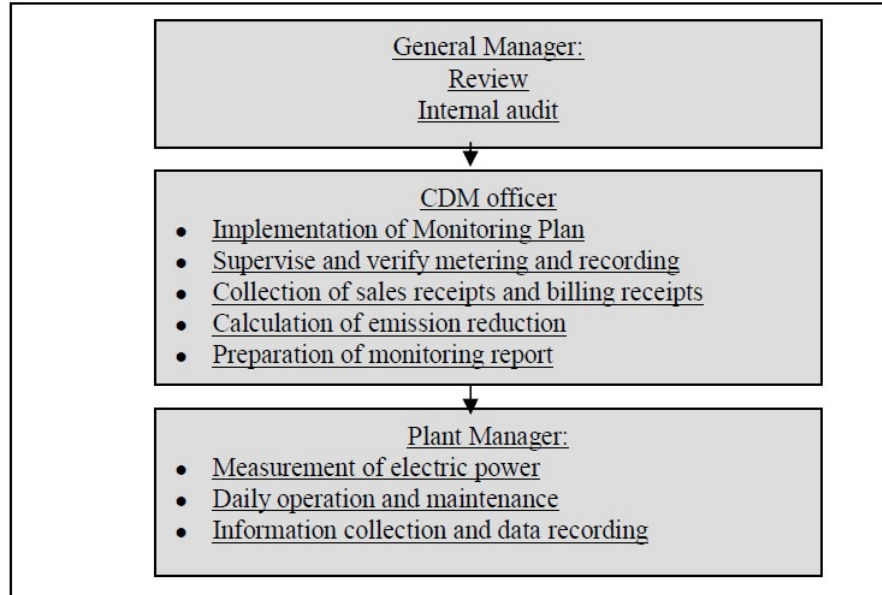 General Manager:
Review
Internal audit
CDM officer
• Implementation of Monitoring Plan
• Supervise and verify metering and recording
• Collection of sales receipts and billing receipts
• Calculation of emission reduction
• Preparation of monitoring report
Plant Manager:
• Measurement of electric power
• Daily operation and maintenance
• Information collection and data recording